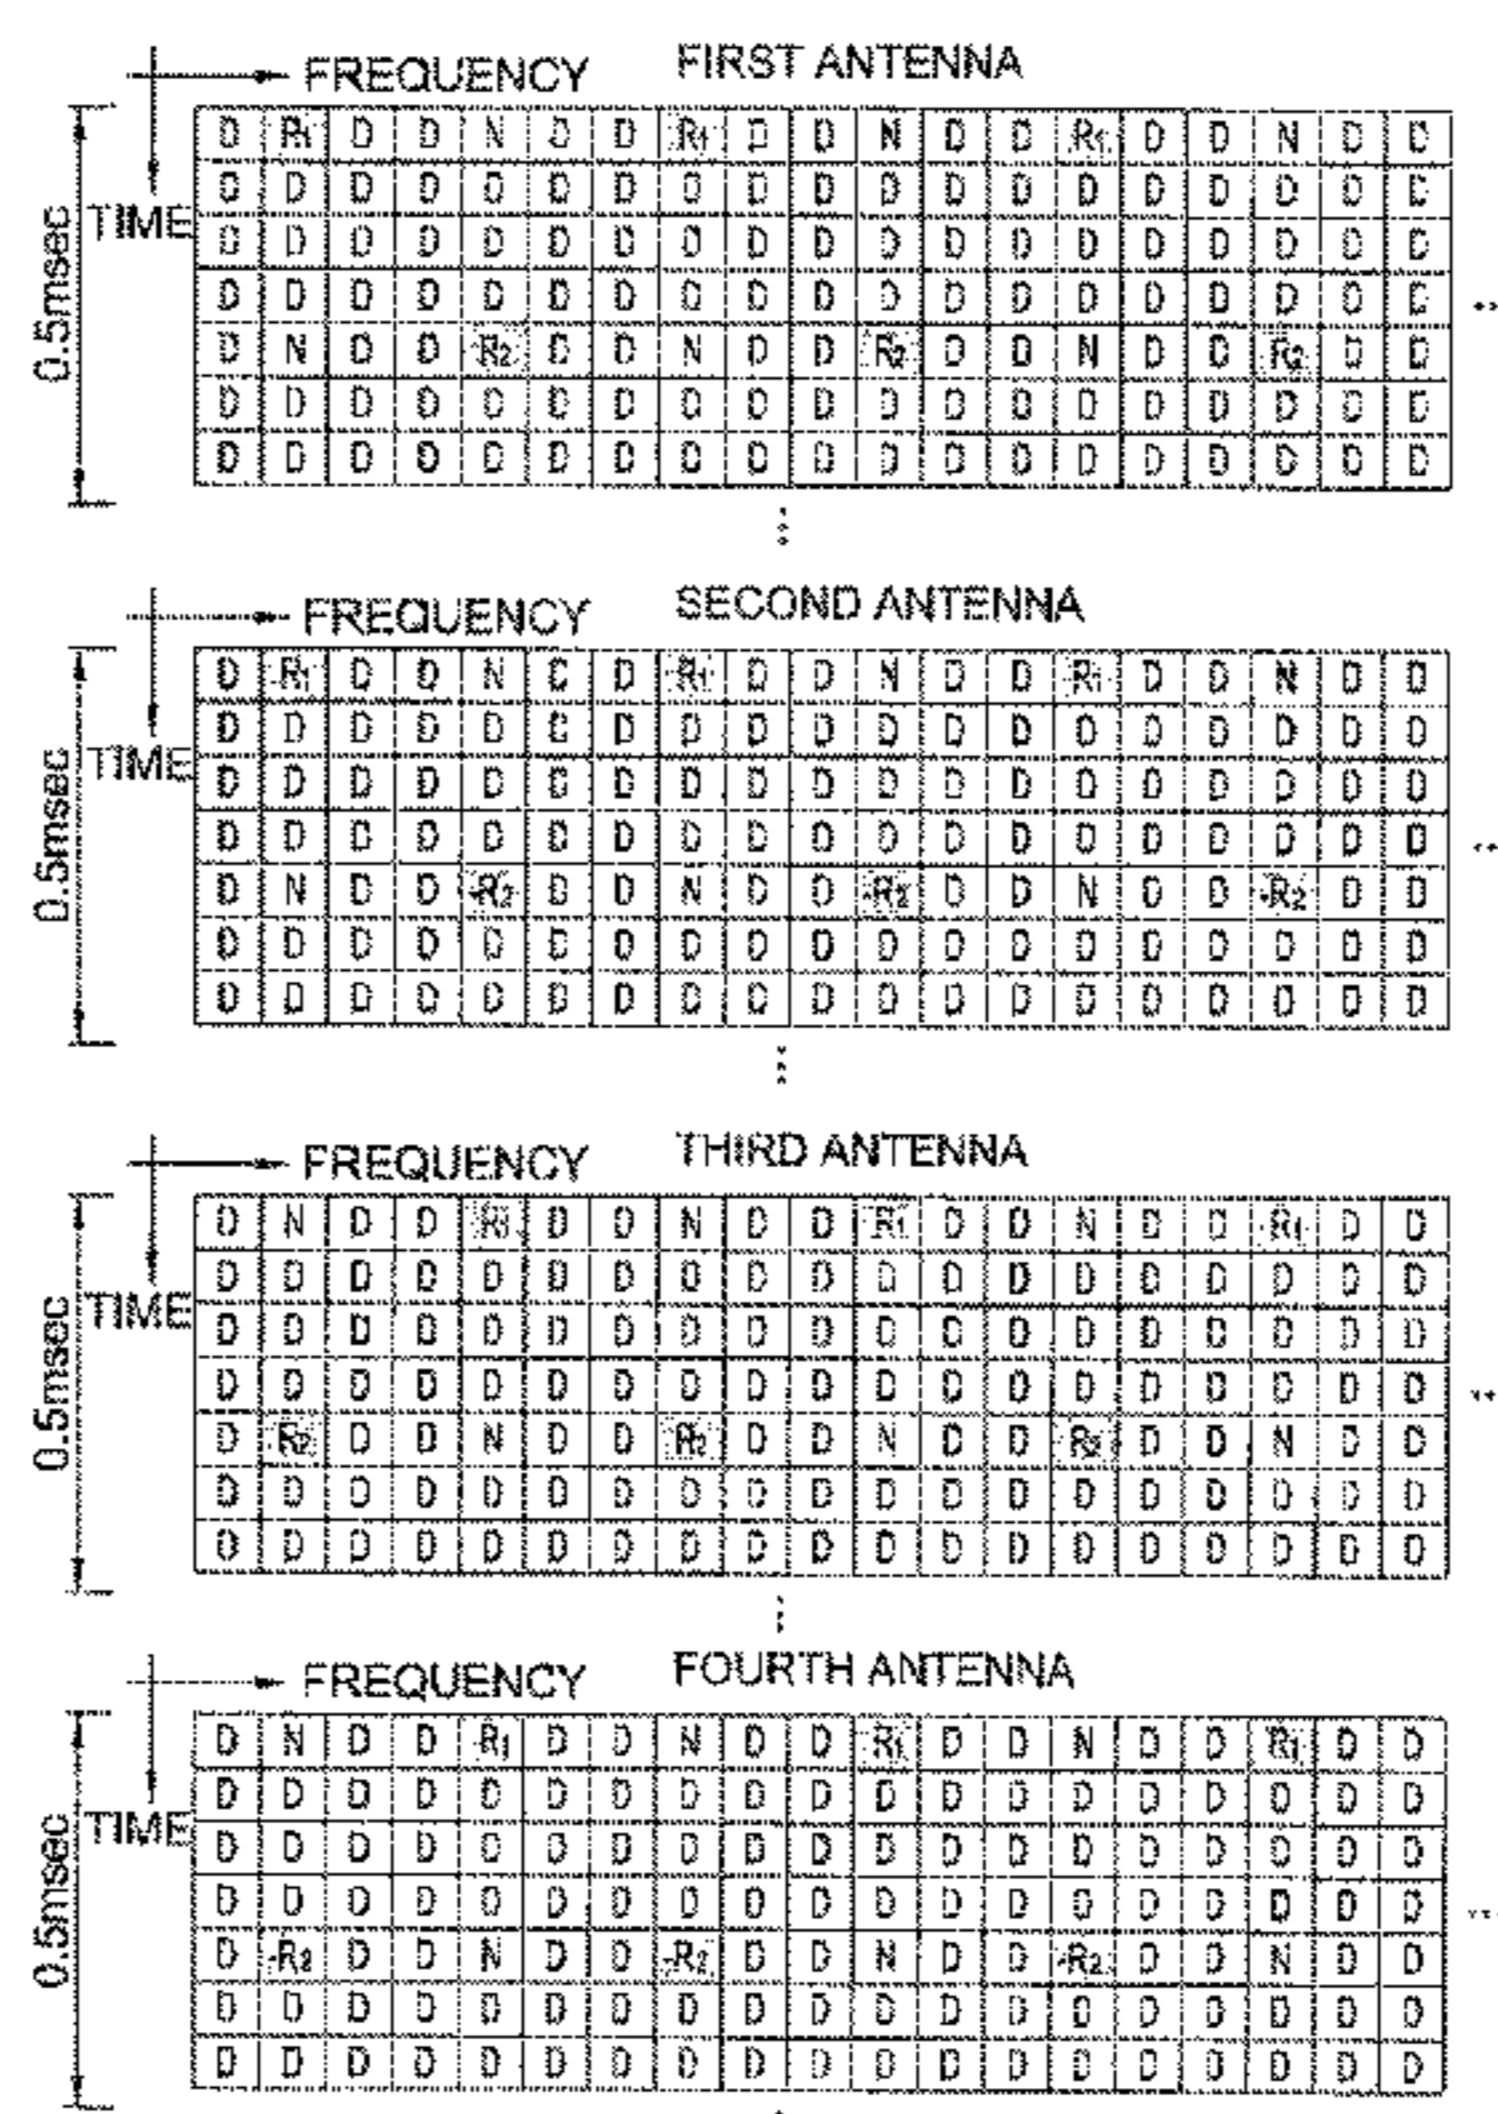 FREQUENCY FIRST ANTENNA
TIME
0.5msec
D R1 D D N D D R1 D D N D D R1 D D N D D
D D D D D D D D D D D D D D D D D D D
D D D D D D D D D D D D D D D D D D D
D D D D D D D D D D D D D D D D D D D
D N D D R2 D D N D D R2 D D N D D R2 D D
D D D D D D D D D D D D D D D D D D D
D D D D D D D D D D D D D D D D D D D
FREQUENCY SECOND ANTENNA
TIME
0.5msec
D R1 D D N D D R1 D D N D D R1 D D N D D
D D D D D D D D D D D D D D D D D D D
D D D D D D D D D D D D D D D D D D D
D D D D D D D D D D D D D D D D D D D
D N D D -R2 D D N D D -R2 D D N D D -R2 D D
D D D D D D D D D D D D D D D D D D D
D D D D D D D D D D D D D D D D D D D
FREQUENCY THIRD ANTENNA
TIME
0.5msec
D N D D R1 D D N D D R1 D D N D D R1 D D
D D D D D D D D D D D D D D D D D D D
D D D D D D D D D D D D D D D D D D D
D D D D D D D D D D D D D D D D D D D
D R2 D D N D D R2 D D N D D R2 D D N D D
D D D D D D D D D D D D D D D D D D D
D D D D D D D D D D D D D D D D D D D
FREQUENCY FOURTH ANTENNA
TIME
0.5msec
D N D D R1 D D N D D R1 D D N D D R1 D D
D D D D D D D D D D D D D D D D D D D
D D D D D D D D D D D D D D D D D D D
D D D D D D D D D D D D D D D D D D D
D -R2 D D N D D -R2 D D N D D -R2 D D N D D
D D D D D D D D D D D D D D D D D D D
D D D D D D D D D D D D D D D D D D D